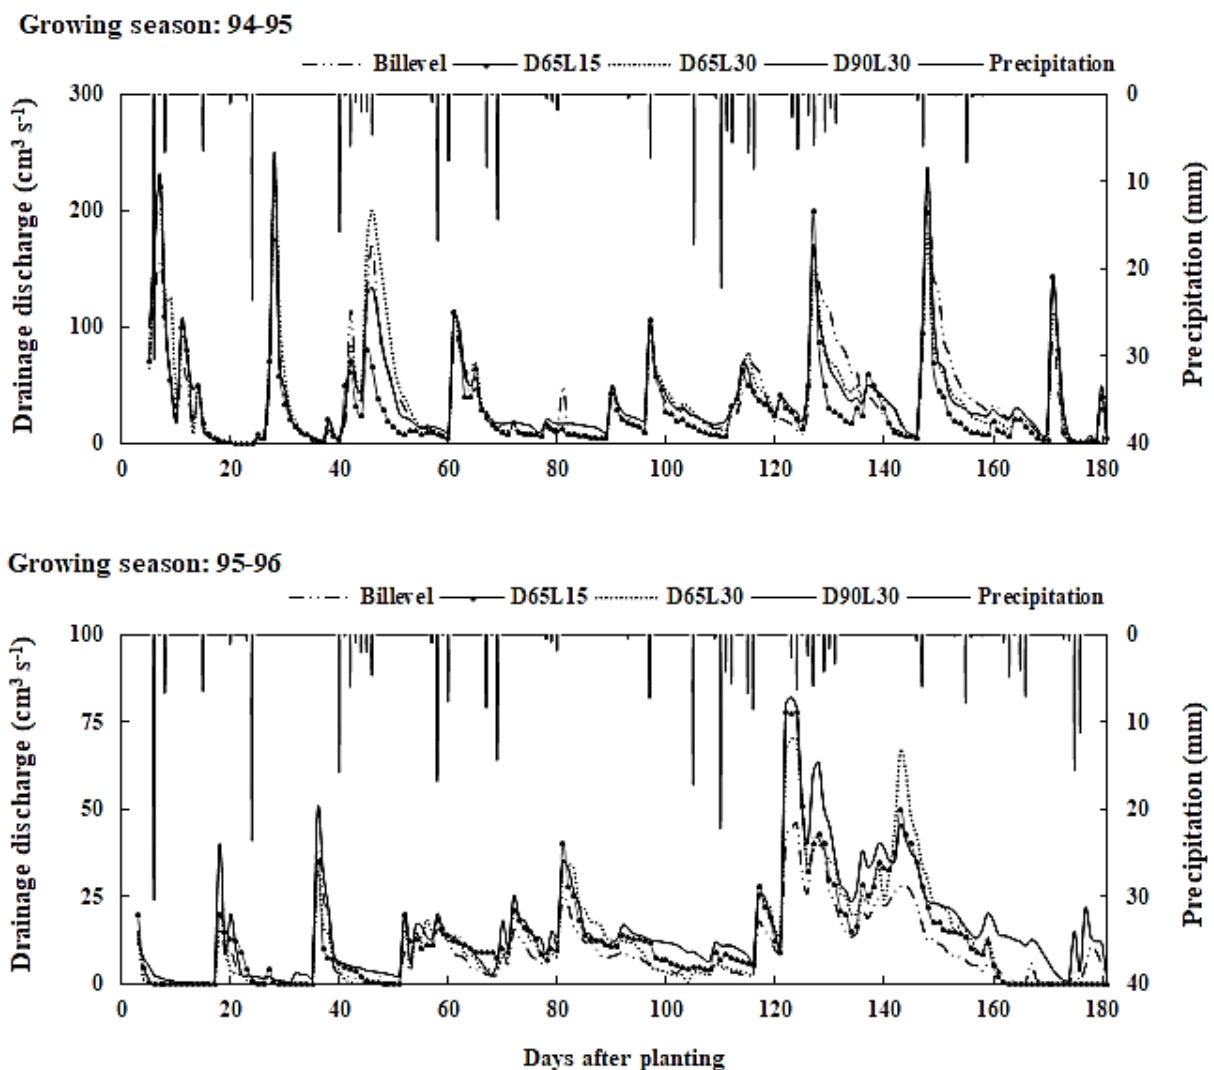 Growing season: 94-95
Billevel D65L15 D65L30 D90L30 Precipitation
300 0
200 10
20
100 30
0 40
Drainage discharge (cm³ s⁻¹)
Precipitation (mm)
0 20 40 60 80 100 120 140 160 180
Growing season: 95-96
Billevel D65L15 D65L30 D90L30 Precipitation
100 0
75 10
50 20
25 30
0 40
Drainage discharge (cm³ s⁻¹)
Precipitation (mm)
0 20 40 60 80 100 120 140 160 180
Days after planting